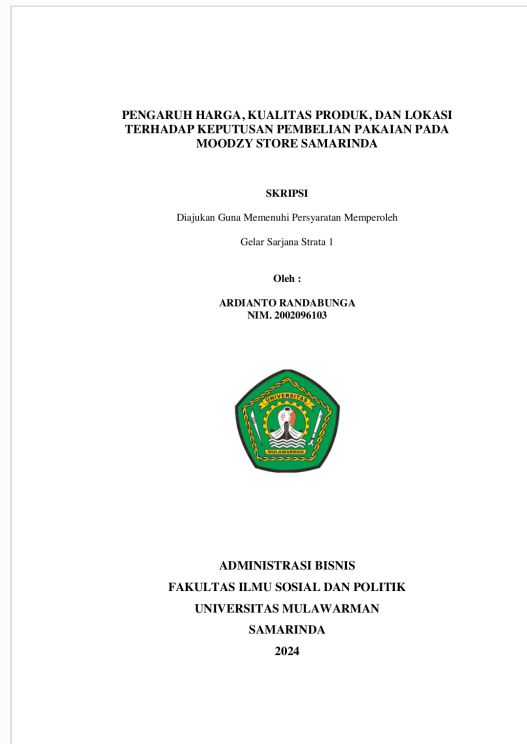 PENGARUH HARGA, KUALITAS PRODUK, DAN LOKASI
TERHADAP KEPUTUSAN PEMBELIAN PAKAIAN PADA
MOODZY STORE SAMARINDA
SKRIPSI
Diajukan Guna Memenuhi Persyaratan Memperoleh
Gelar Sarjana Strata 1
Oleh :
ARDIANTO RANDABUNGA
NIM. 2002096103
UNIVERSITAS
MULAWARMAN
ADMINISTRASI BISNIS
FAKULTAS ILMU SOSIAL DAN POLITIK
UNIVERSITAS MULAWARMAN
SAMARINDA
2024